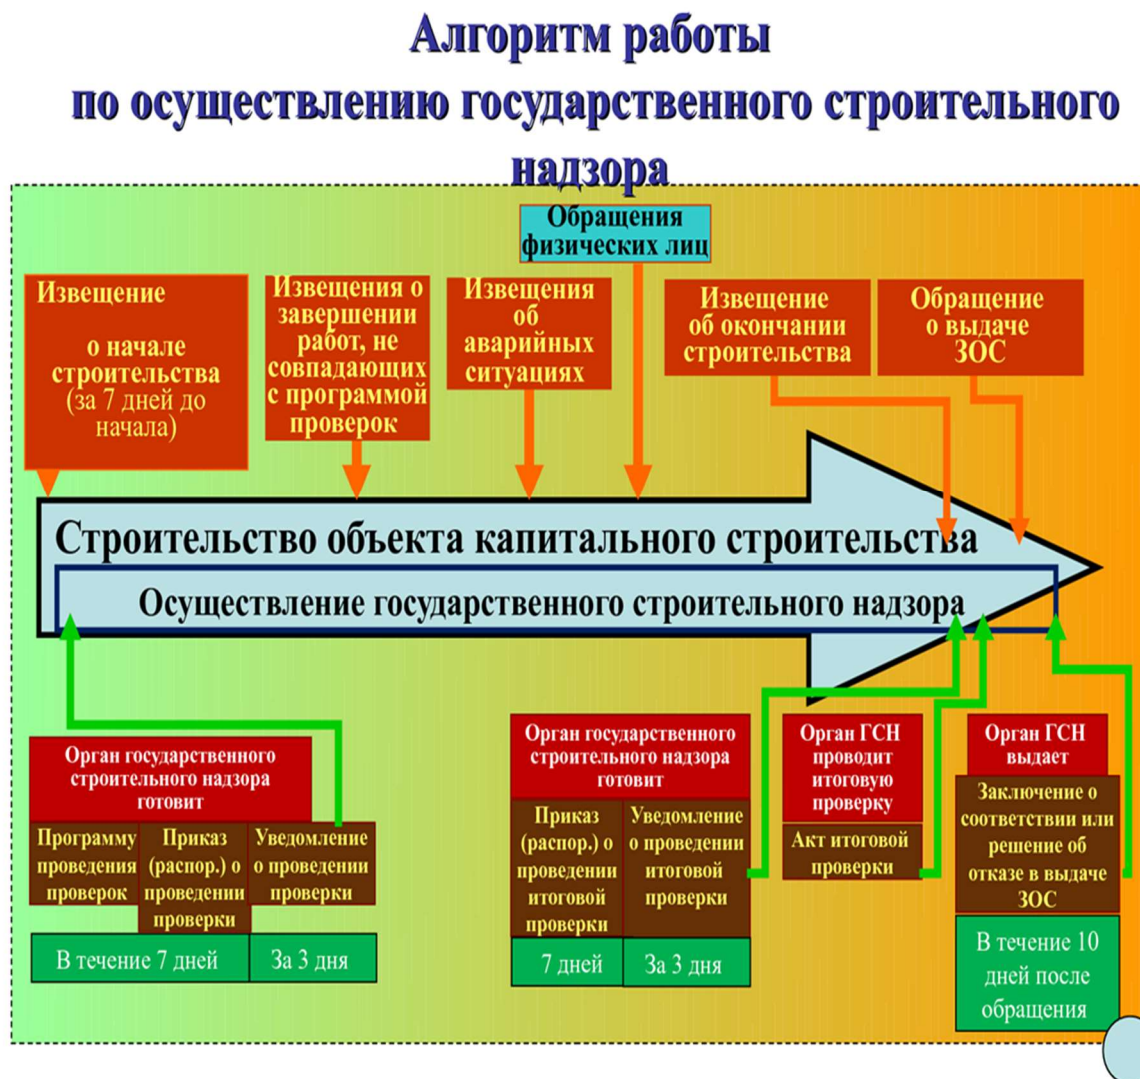 Алгоритм работы
по осуществлению государственного строительного
надзора
Обращения
физических лиц
Извещение
о начале
строительства
(за 7 дней до
начала)
Извещения о
завершении
работ, не
совпадающих
с программой
проверок
Извещения
об
аварийных
ситуациях
Извещение
об окончании
строительства
Обращение
о выдаче
ЗОС
Строительство объекта капитального строительства
Осуществление государственного строительного надзора
Орган государственного
строительного надзора
готовит
Программу
проведения
проверок
Приказ
(распор.) о
проведении
проверки
Уведомление
о проведении
проверки
В течение 7 дней
За 3 дня
Орган государственного
строительного надзора
готовит
Приказ
(распор.) о
проведении
итоговой
проверки
Уведомление
о проведении
итоговой
проверки
7 дней
За 3 дня
Орган ГСН
проводит
итоговую
проверку
Акт итоговой
проверки
Орган ГСН
выдает
Заключение о
соответствии или
решение об
отказе в выдаче
ЗОС
В течение 10
дней после
обращения